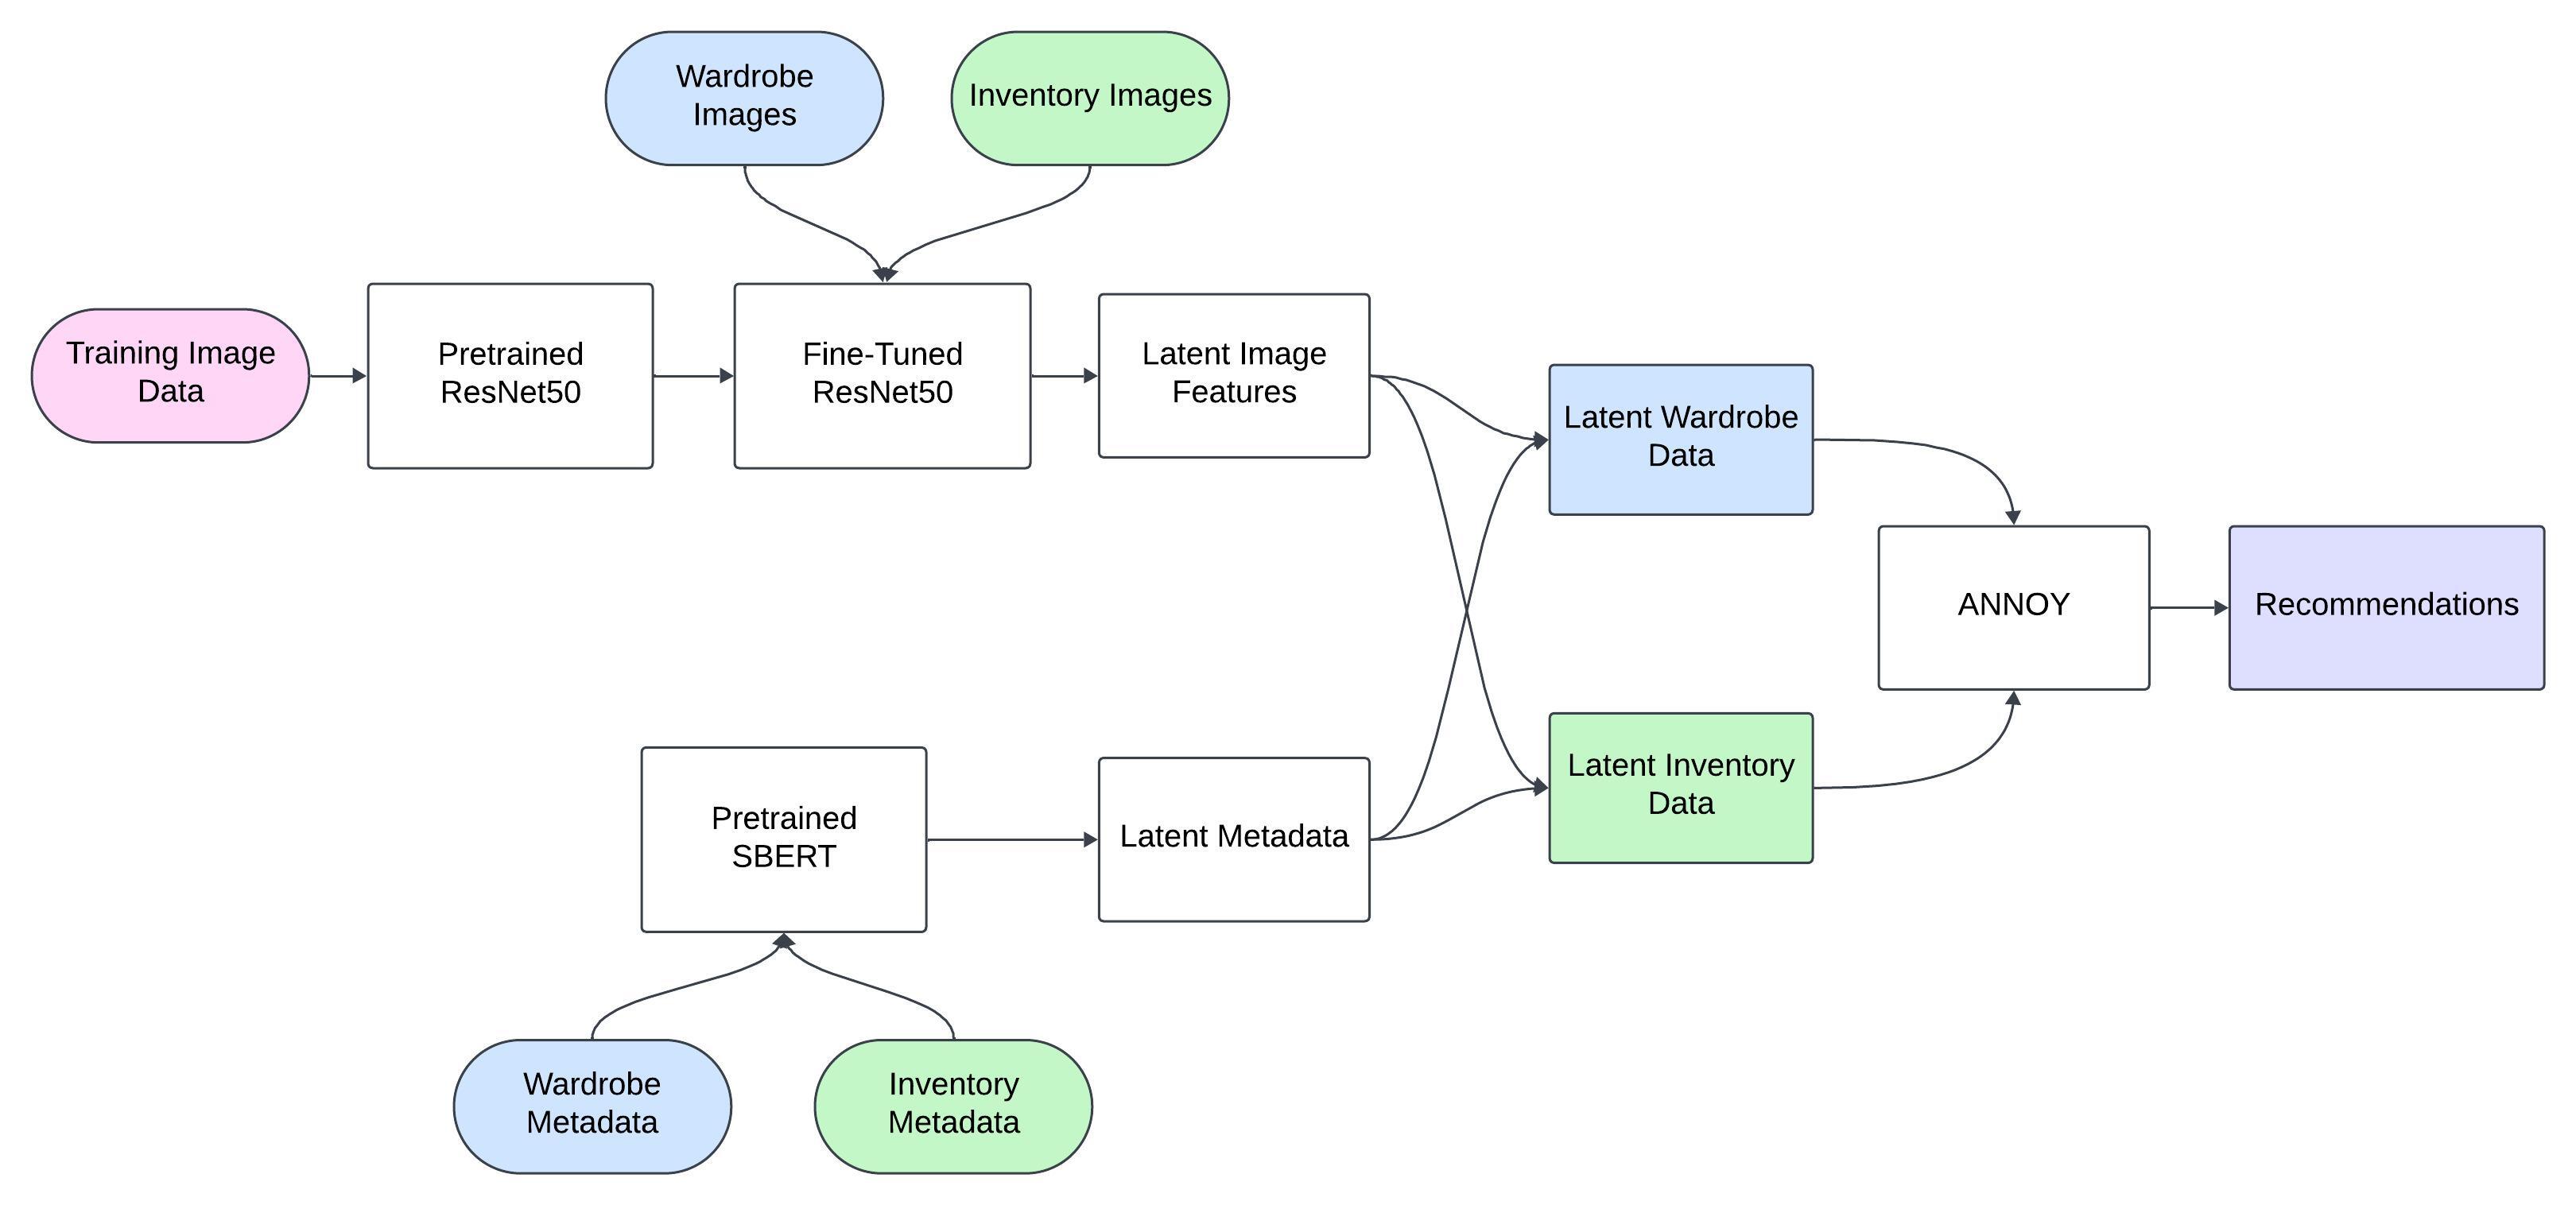 Wardrobe
Images
Inventory Images
Training Image
Data
Pretrained
ResNet50
Fine-Tuned
ResNet50
Latent Image
Features
Latent Wardrobe
Data
ANNOY
Recommendations
Latent Inventory
Data
Pretrained
SBERT
Latent Metadata
Wardrobe
Metadata
Inventory
Metadata